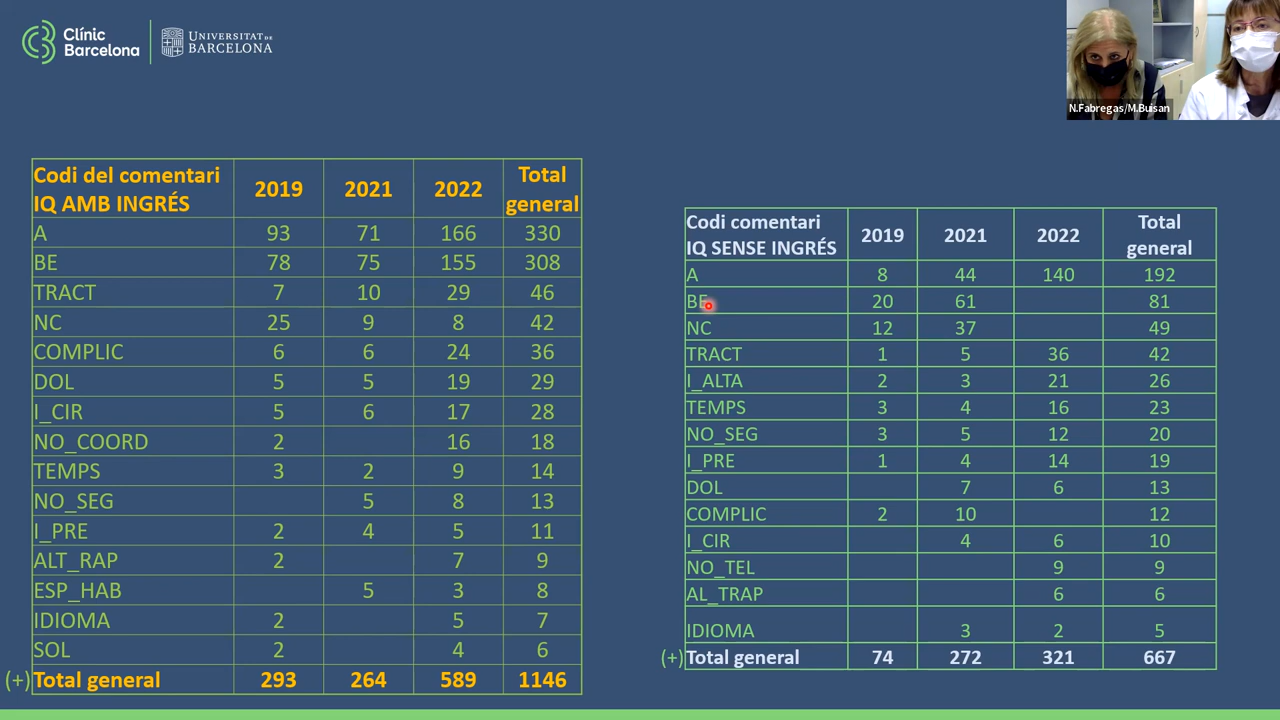 Clínic
Barcelona
UNIVERSITAT DE
BARCELONA
N.Fabregas/M.Buisan
Codi del comentari
IQ AMB INGRÉS 2019 2021 2022 Total general
A 93 71 166 330
BE 78 75 155 308
TRACT 7 10 29 46
NC 25 9 8 42
COMPLIC 6 6 24 36
DOL 5 5 19 29
I_CIR 5 6 17 28
NO_COORD 2 16 18
TEMPS 3 2 9 14
NO_SEG 5 8 13
I_PRE 2 4 5 11
ALT_RAP 2 7 9
ESP_HAB 5 3 8
IDIOMA 2 5 7
SOL 2 4 6
(+) Total general 293 264 589 1146
Codi comentari
IQ SENSE INGRÉS 2019 2021 2022 Total general
A 8 44 140 192
BE 20 61 81
NC 12 37 49
TRACT 1 5 36 42
I_ALTA 2 3 21 26
TEMPS 3 4 16 23
NO_SEG 3 5 12 20
I_PRE 1 4 14 19
DOL 7 6 13
COMPLIC 2 10 12
I_CIR 4 6 10
NO_TEL 9 9
AL_TRAP 6 6
IDIOMA 3 2 5
(+) Total general 74 272 321 667